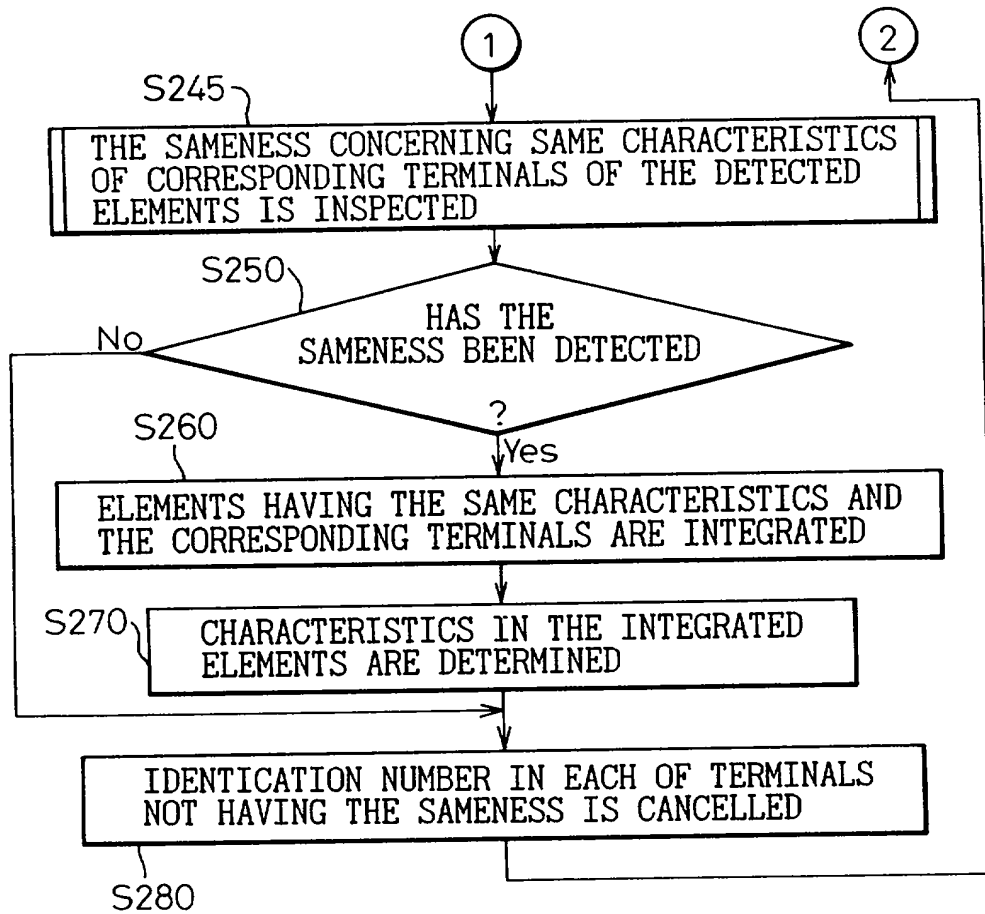 1
2
S245
THE SAMENESS CONCERNING SAME CHARACTERISTICS
OF CORRESPONDING TERMINALS OF THE DETECTED
ELEMENTS IS INSPECTED
S250
HAS THE
SAMENESS BEEN DETECTED
?
No
Yes
S260
ELEMENTS HAVING THE SAME CHARACTERISTICS AND
THE CORRESPONDING TERMINALS ARE INTEGRATED
S270
CHARACTERISTICS IN THE INTEGRATED
ELEMENTS ARE DETERMINED
IDENTICATION NUMBER IN EACH OF TERMINALS
NOT HAVING THE SAMENESS IS CANCELLED
S280